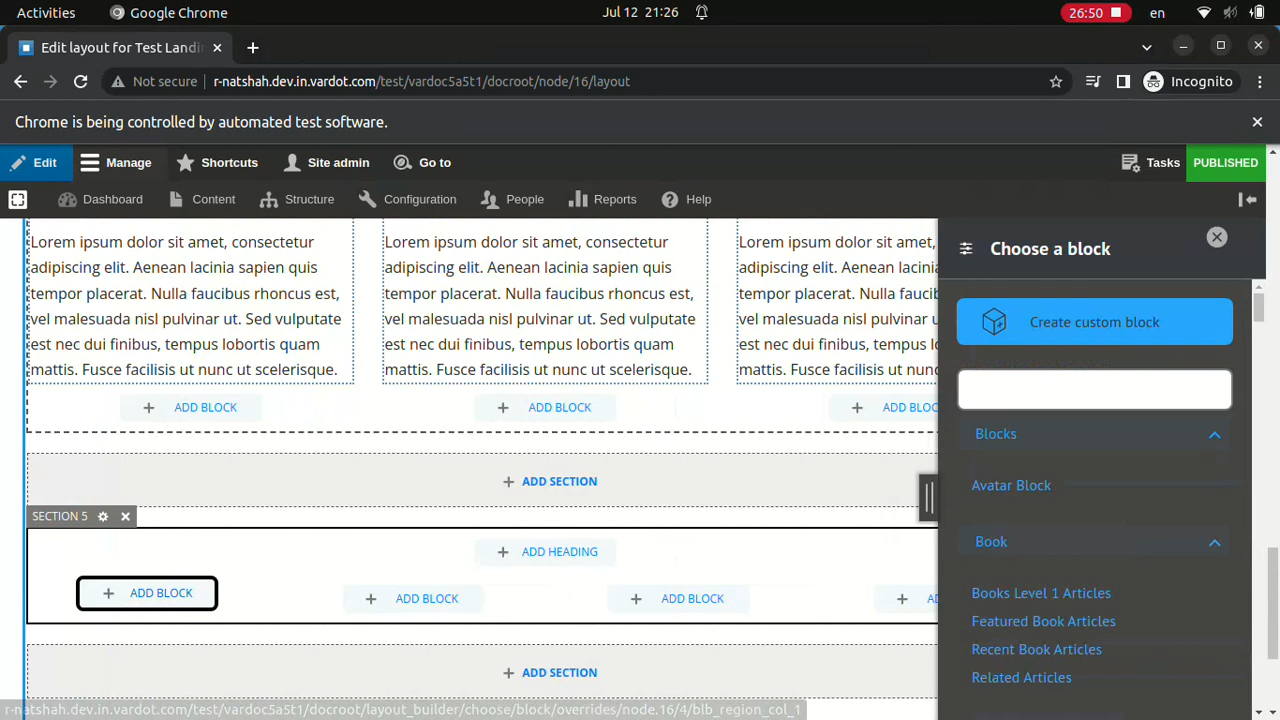 Activities
Google Chrome
Jul 12 21:26
26:50
en
Edit layout for Test Landin
Not secure
r-natshah.dev.in.vardot.com/test/vardoc5a5t1/docroot/node/16/layout
Incognito
Chrome is being controlled by automated test software.
Edit
Manage
Shortcuts
Site admin
Go to
Tasks
PUBLISHED
Dashboard
Content
Structure
Configuration
People
Reports
Help
Lorem ipsum dolor sit amet, consectetur
adipiscing elit. Aenean lacinia sapien quis
tempor placerat. Nulla faucibus rhoncus est,
vel malesuada nisl pulvinar ut. Sed vulputate
est nec dui finibus, tempus lobortis quam
mattis. Fusce facilisis ut nunc ut scelerisque.
Lorem ipsum dolor sit amet, consectetur
adipiscing elit. Aenean lacinia sapien quis
tempor placerat. Nulla faucibus rhoncus est,
vel malesuada nisl pulvinar ut. Sed vulputate
est nec dui finibus, tempus lobortis quam
mattis. Fusce facilisis ut nunc ut scelerisque.
Lorem ipsum dolor sit am
adipiscing elit. Aenean la
tempor placerat. Nulla fa
vel malesuada nisl pulvin
est nec dui finibus, temp
mattis. Fusce facilisis ut n
ADD BLOCK
ADD BLOCK
ADD BLOC
ADD SECTION
SECTION 5
ADD HEADING
ADD BLOCK
ADD BLOCK
ADD BLOCK
AD
ADD SECTION
Choose a block
Create custom block
Blocks
Avatar Block
Book
Books Level 1 Articles
Featured Book Articles
Recent Book Articles
Related Articles
r-natshah.dev.in.vardot.com/test/vardoc5a5t1/docroot/layout_builder/choose/block/overrides/node.16/4/blb_region_col_1